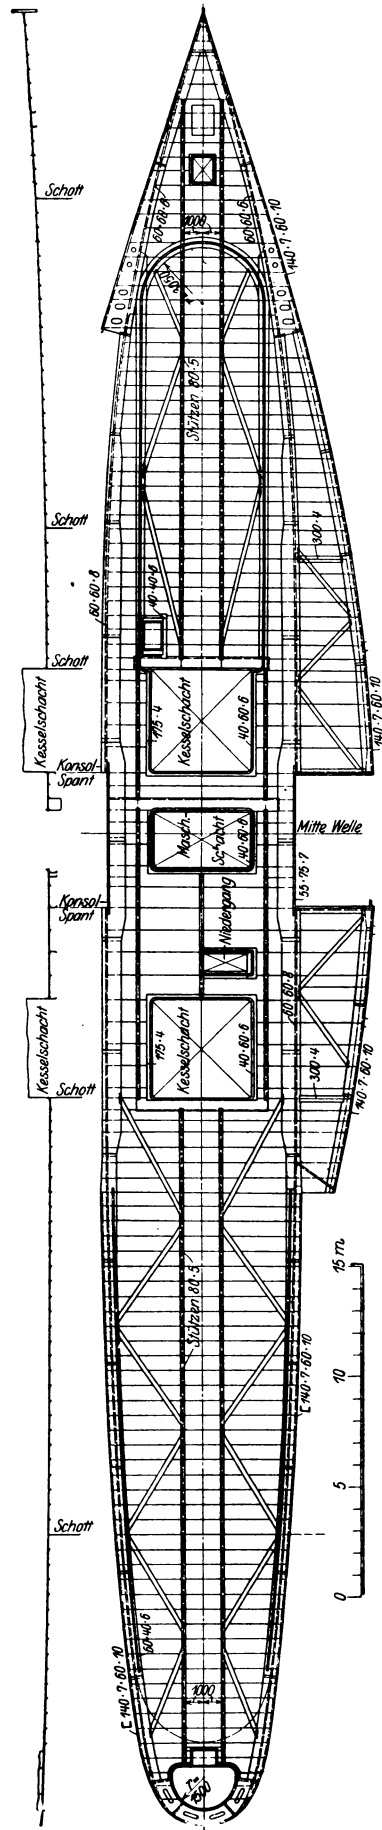 Schott
60·60·6
1000
60·60·6
140·7·60·10
Stützen 80·5
Schott
300·4
40·40·6
60·60·8
Schott
Kesselschacht
175·4
Kesselschacht
40·60·6
140·7·60·10
Konsol-
Spant
Masch.-
Schacht
40·60·6
Mitte Welle
55·75·7
Niedergang
Konsol-
Spant
60·60·8
Kesselschacht
175·4
Kesselschacht
40·60·6
300·4
140·7·60·10
Schott
15 m
Stützen 80·5
10
[140·7·60·10
5
Schott
0
60·40·6
[140·7·60·10
1000
r=
1500